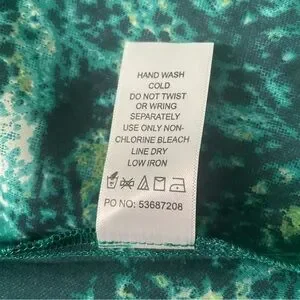 HAND WASH
COLD
DO NOT TWIST
OR WRING
SEPARATELY
USE ONLY NON-
CHLORINE BLEACH
LINE DRY
LOW IRON
PO NO: 53687208